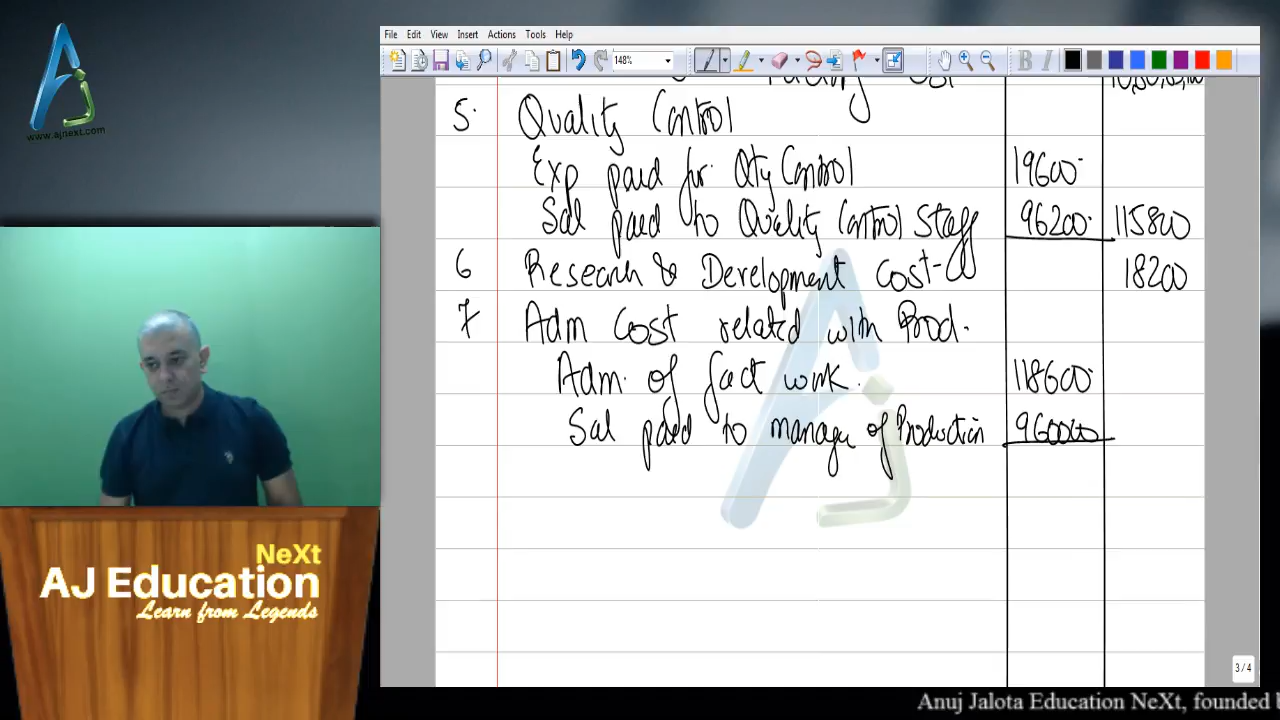 www.ajnext.com
File Edit View Insert Actions Tools Help
148%
B I
Cost
5. Quality Control
Exp paid for Qty Control 19600
Sal paid to Quality Control Staff 96200 115800
6 Research & Development Cost 18200
7 Adm Cost related with Prod.
Adm. of fact work. 118600
Sal paid to manager of Production 960000
3/4
NeXt
AJ Education
Learn from Legends
Anuj Jalota Education NeXt, founded